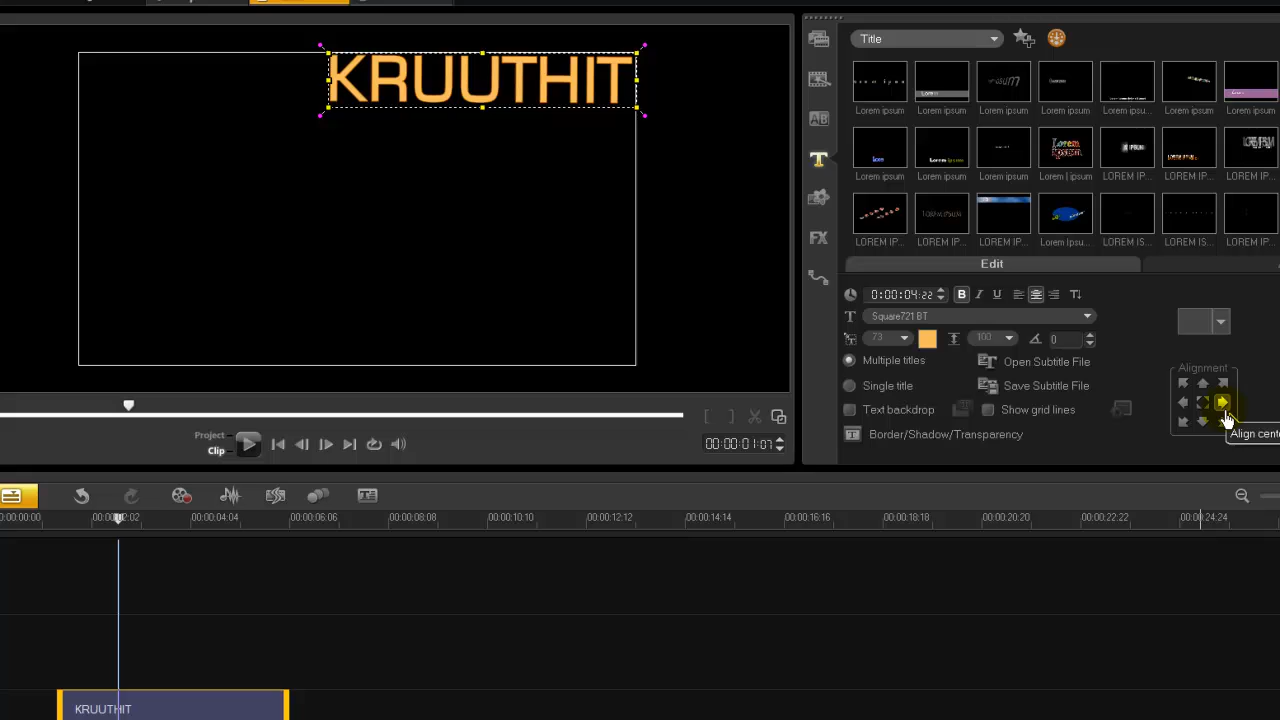 KRUUTHIT
Title
Lorem ipsum Lorem ipsum Lorem ipsum Lorem ipsum Lorem ipsum Lorem ipsum Lorem ipsum
Lorem ipsum Lorem ipsum Lorem ipsum Lorem | ipsum LOREM IP... LOREM IP... LOREM IP...
LOREM IP... LOREM IP... LOREM IP... Lorem Ipsu... LOREM IS... LOREM IS... LOREM IP...
Edit
0:00:04:22 B I U
Square721 BT
73 100 0
Multiple titles Open Subtitle File
Single title Save Subtitle File
Text backdrop Show grid lines
Border/Shadow/Transparency
Alignment
Align cente
Project
Clip
00:00:01:07
0:00:00:00 00:00:02:02 00:00:04:04 00:00:06:06 00:00:08:08 00:00:10:10 00:00:12:12 00:00:14:14 00:00:16:16 00:00:18:18 00:00:20:20 00:00:22:22 00:00:24:24
KRUUTHIT